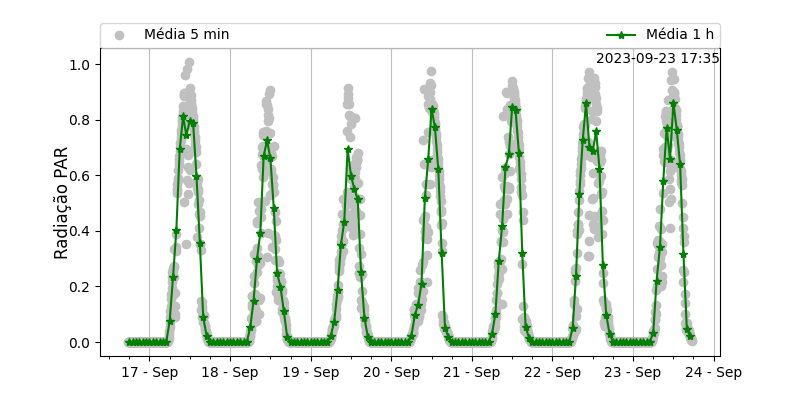 Média 5 min
Média 1 h
2023-09-23 17:35
1.0
0.8
0.6
0.4
0.2
0.0
Radiação PAR
17 - Sep
18 - Sep
19 - Sep
20 - Sep
21 - Sep
22 - Sep
23 - Sep
24 - Sep